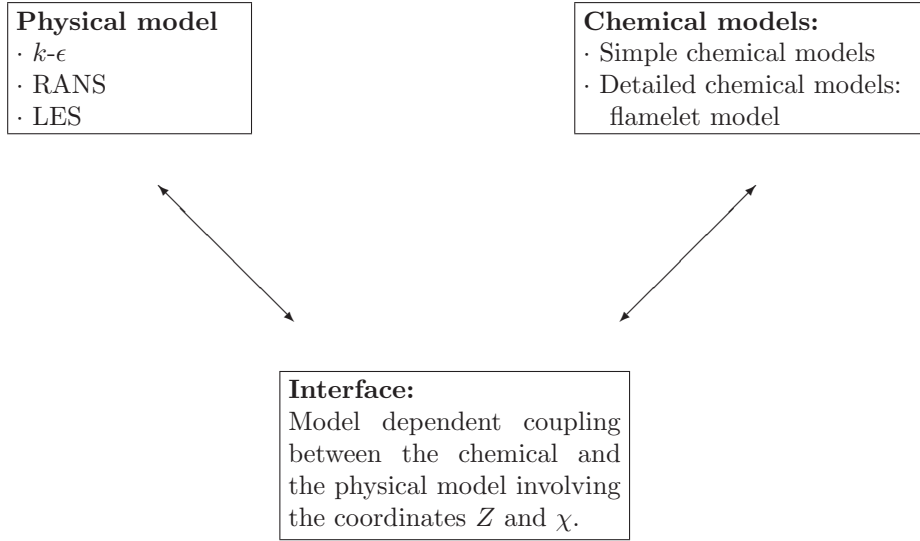 Physical model
· k-ϵ
· RANS
· LES
Chemical models:
· Simple chemical models
· Detailed chemical models:
flamelet model
Interface:
Model dependent coupling
between the chemical and
the physical model involving
the coordinates Z and χ.